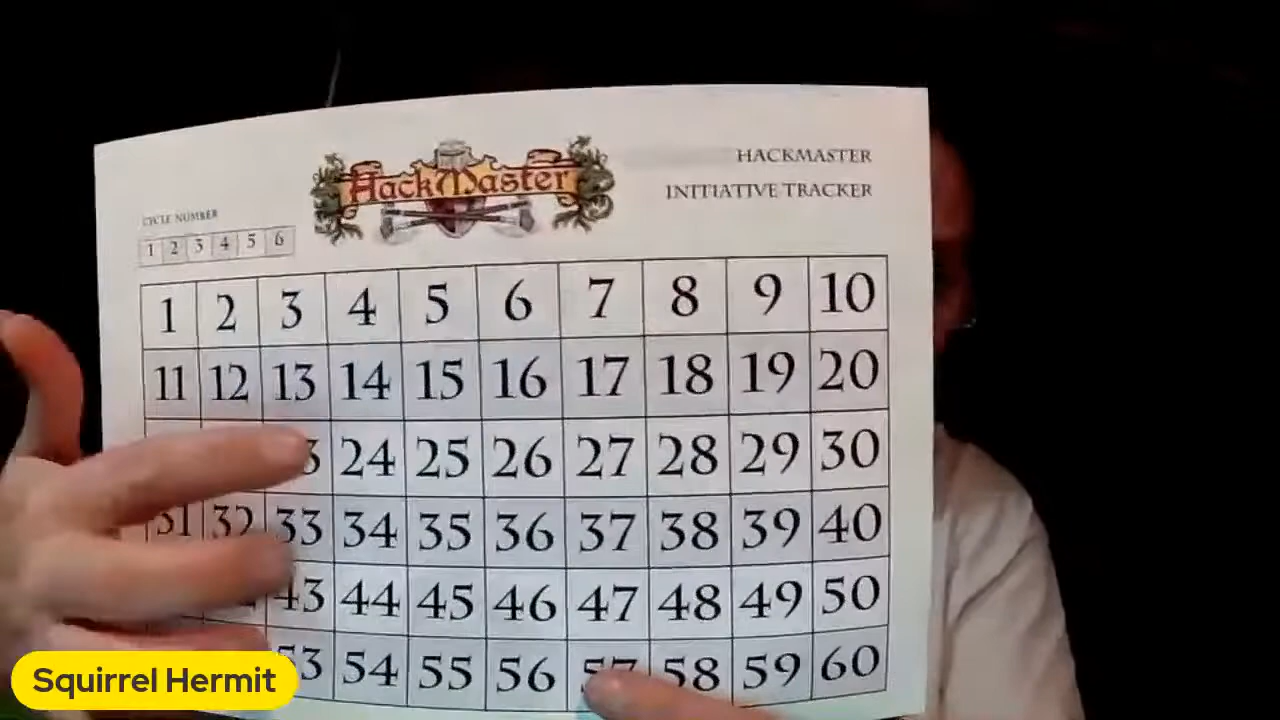 HACKMASTER
HackMaster
INITIATIVE TRACKER
CYCLE NUMBER
1 2 3 4 5 6
1 2 3 4 5 6 7 8 9 10
11 12 13 14 15 16 17 18 19 20
24 25 26 27 28 29 30
31 32 33 34 35 36 37 38 39 40
43 44 45 46 47 48 49 50
53 54 55 56 57 58 59 60
Squirrel Hermit